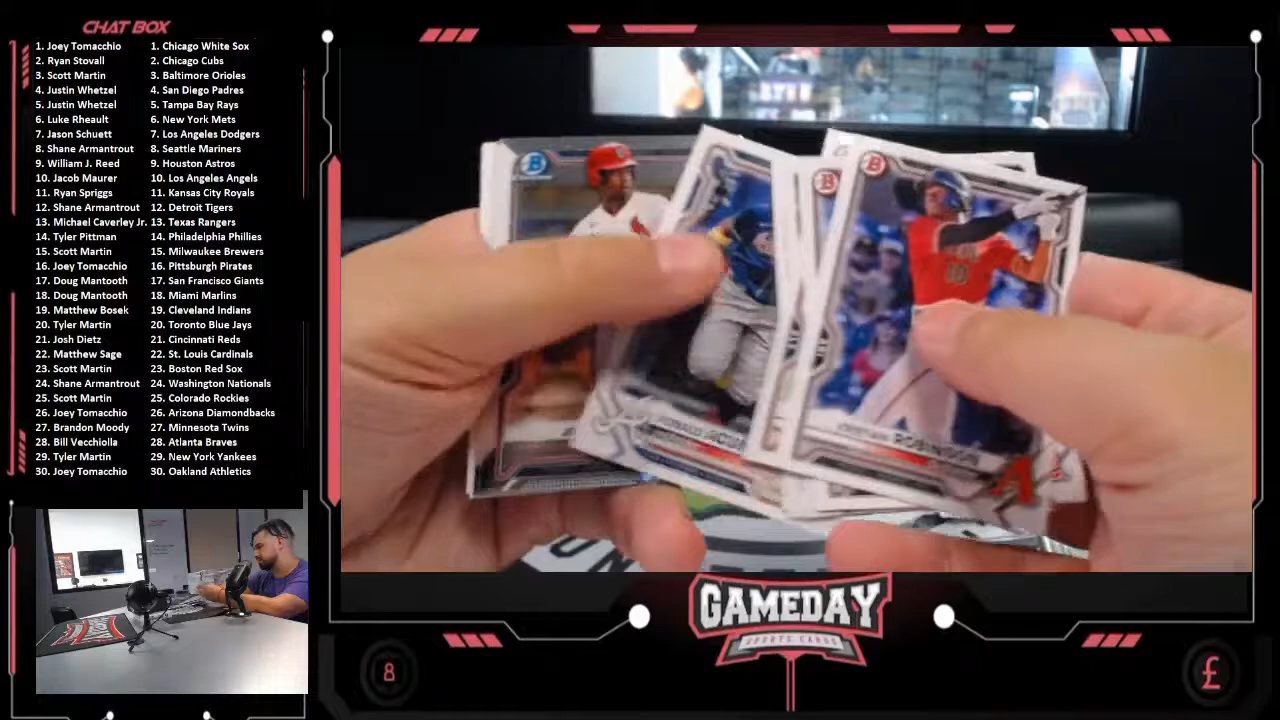 CHAT BOX
1. Joey Tomacchio 1. Chicago White Sox
2. Ryan Stovall 2. Chicago Cubs
3. Scott Martin 3. Baltimore Orioles
4. Justin Whetzel 4. San Diego Padres
5. Justin Whetzel 5. Tampa Bay Rays
6. Luke Rheault 6. New York Mets
7. Jason Schuett 7. Los Angeles Dodgers
8. Shane Armantrout 8. Seattle Mariners
9. William J. Reed 9. Houston Astros
10. Jacob Maurer 10. Los Angeles Angels
11. Ryan Spriggs 11. Kansas City Royals
12. Shane Armantrout 12. Detroit Tigers
13. Michael Caverley Jr. 13. Texas Rangers
14. Tyler Pittman 14. Philadelphia Phillies
15. Scott Martin 15. Milwaukee Brewers
16. Joey Tomacchio 16. Pittsburgh Pirates
17. Doug Mantooth 17. San Francisco Giants
18. Doug Mantooth 18. Miami Marlins
19. Matthew Bosek 19. Cleveland Indians
20. Tyler Martin 20. Toronto Blue Jays
21. Josh Dietz 21. Cincinnati Reds
22. Matthew Sage 22. St. Louis Cardinals
23. Scott Martin 23. Boston Red Sox
24. Shane Armantrout 24. Washington Nationals
25. Scott Martin 25. Colorado Rockies
26. Joey Tomacchio 26. Arizona Diamondbacks
27. Brandon Moody 27. Minnesota Twins
28. Bill Vecchiolla 28. Atlanta Braves
29. Tyler Martin 29. New York Yankees
30. Joey Tomacchio 30. Oakland Athletics
ROBINSON
GAMEDAY
SPORTS CARDS
8
£